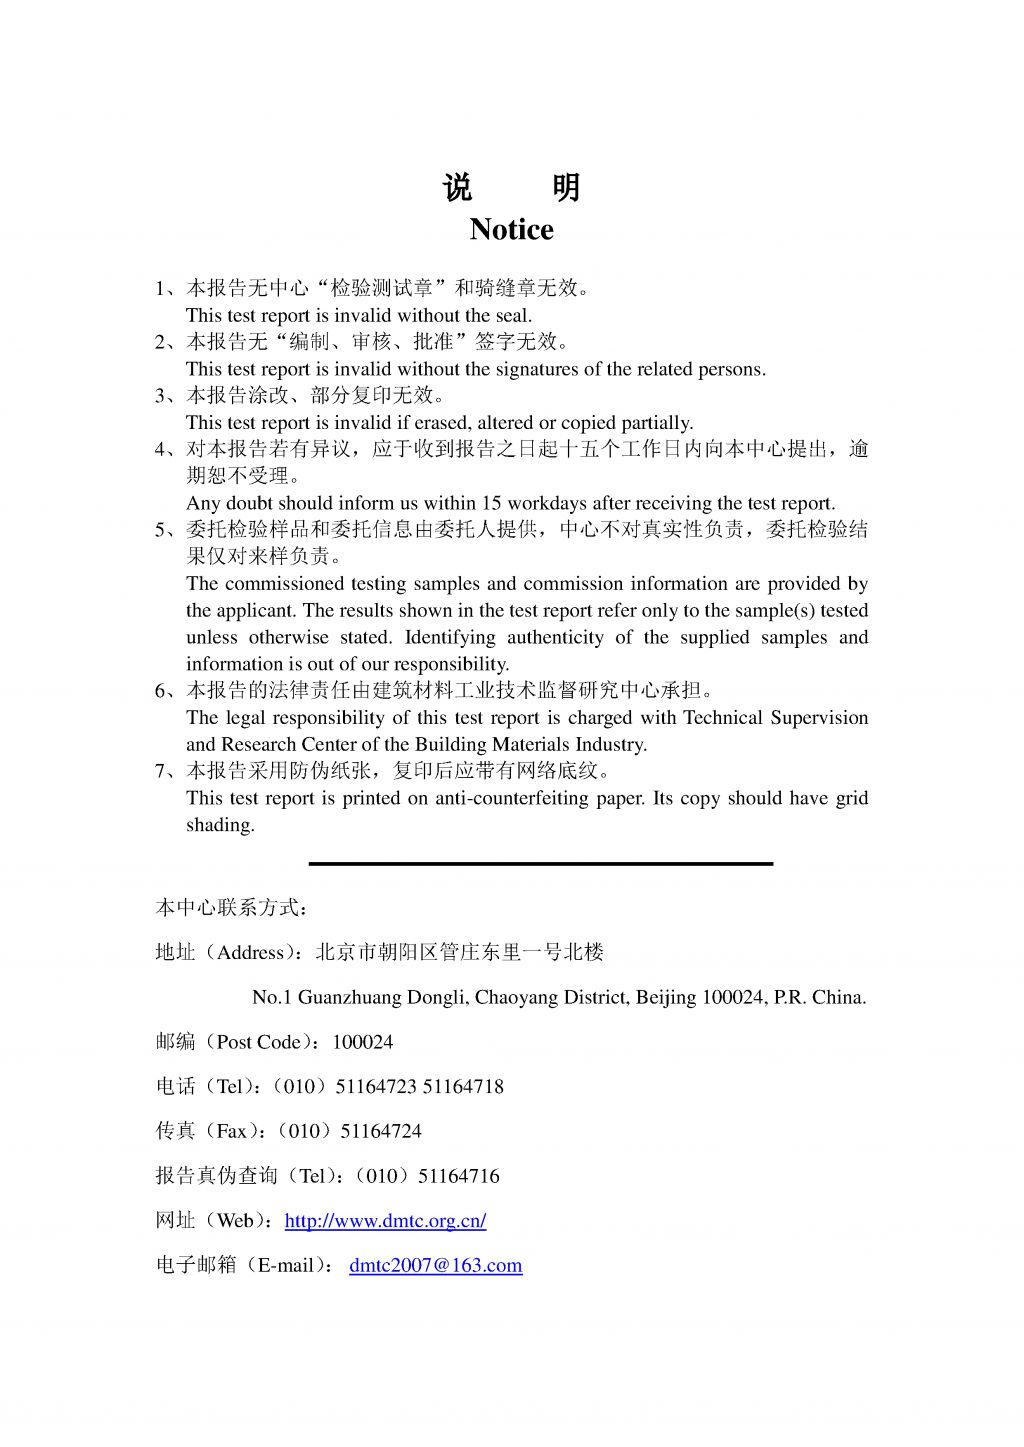 说 明
Notice
1、本报告无中心“检验测试章”和骑缝章无效。
This test report is invalid without the seal.
2、本报告无“编制、审核、批准”签字无效。
This test report is invalid without the signatures of the related persons.
3、本报告涂改、部分复印无效。
This test report is invalid if erased, altered or copied partially.
4、对本报告若有异议，应于收到报告之日起十五个工作日内向本中心提出，逾
期恕不受理。
Any doubt should inform us within 15 workdays after receiving the test report.
5、委托检验样品和委托信息由委托人提供，中心不对真实性负责，委托检验结
果仅对来样负责。
The commissioned testing samples and commission information are provided by
the applicant. The results shown in the test report refer only to the sample(s) tested
unless otherwise stated. Identifying authenticity of the supplied samples and
information is out of our responsibility.
6、本报告的法律责任由建筑材料工业技术监督研究中心承担。
The legal responsibility of this test report is charged with Technical Supervision
and Research Center of the Building Materials Industry.
7、本报告采用防伪纸张，复印后应带有网络底纹。
This test report is printed on anti-counterfeiting paper. Its copy should have grid
shading.
本中心联系方式：
地址（Address）：北京市朝阳区管庄东里一号北楼
No.1 Guanzhuang Dongli, Chaoyang District, Beijing 100024, P.R. China.
邮编（Post Code）：100024
电话（Tel）：（010）51164723 51164718
传真（Fax）：（010）51164724
报告真伪查询（Tel）：（010）51164716
网址（Web）：http://www.dmtc.org.cn/
电子邮箱（E-mail）： dmtc2007@163.com